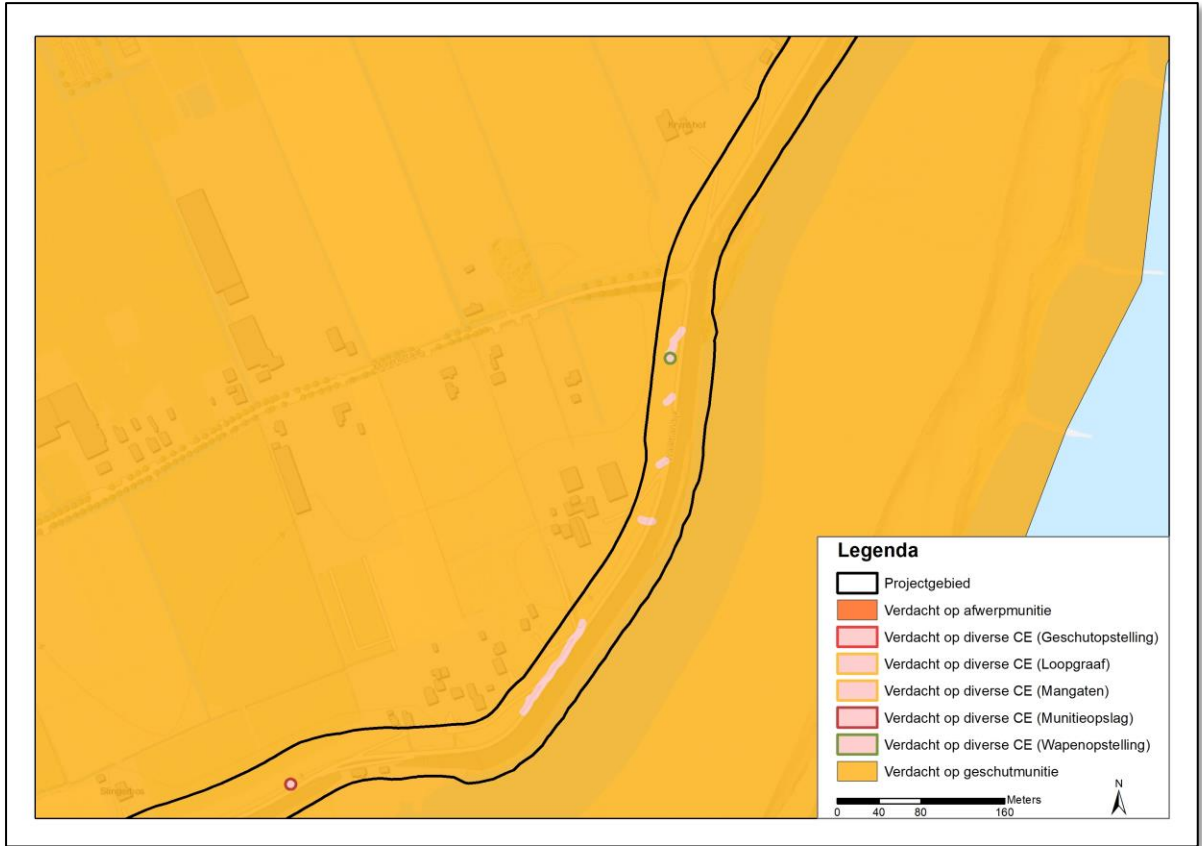 Legenda
Projectgebied
Verdacht op afwerpmunitie
Verdacht op diverse CE (Geschutopstelling)
Verdacht op diverse CE (Loopgraaf)
Verdacht op diverse CE (Mangaten)
Verdacht op diverse CE (Munitieopslag)
Verdacht op diverse CE (Wapenopstelling)
Verdacht op geschutmunitie
Meters
0 40 80 160
N